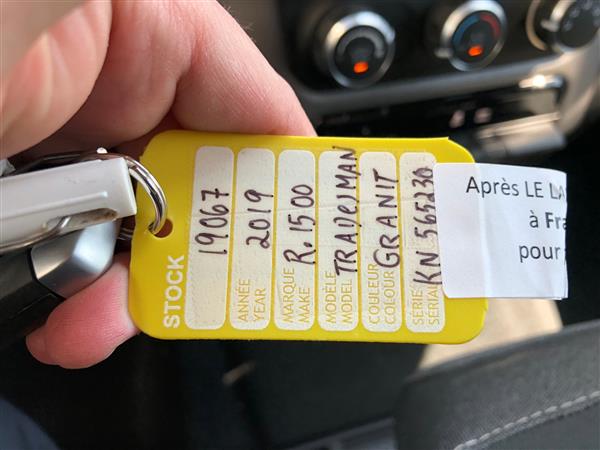 STOCK
19067
ANNÉE
YEAR
2019
MARQUE
MAKE
R. 1500
MODÈLE
MODEL
TRADESMAN
COULEUR
COLOUR
GRANIT
SÉRIE
SERIAL
KN 565230
Après LE
à Fra
pour